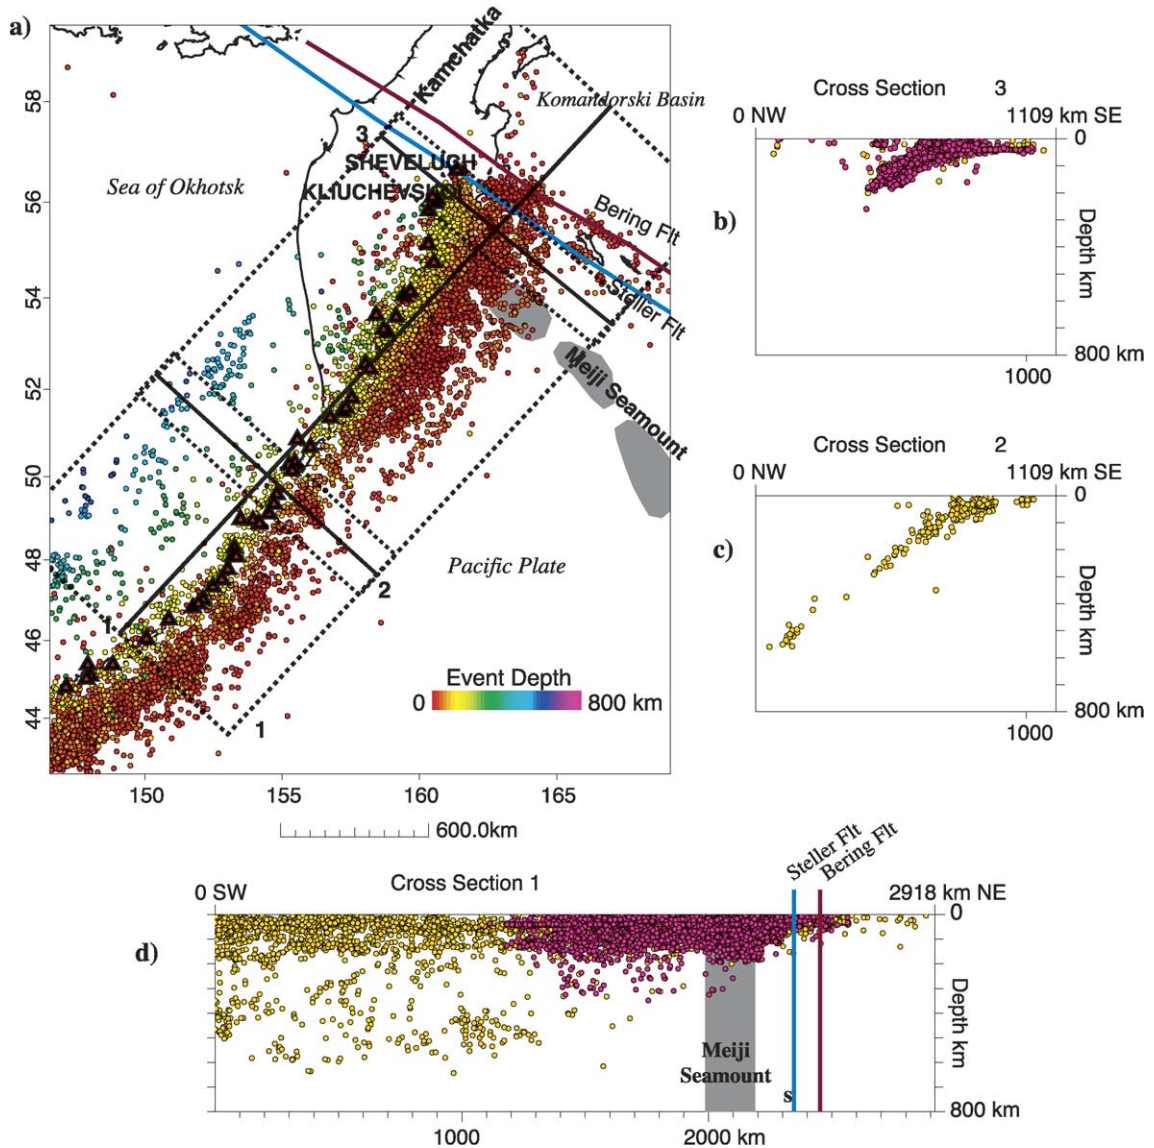 a)
Kamchatka
Komandorski Basin
58
56
54
52
50
48
46
44
3
SHEVELUCH
KLIUCHEVSKOI
Sea of Okhotsk
Bering Flt
Steller Flt
Meiji Seamount
Pacific Plate
2
1
1
Event Depth
0
800 km
150
155
160
165
600.0km
Cross Section 3
0 NW
1109 km SE
0
b)
Depth km
800 km
1000
Cross Section 2
0 NW
1109 km SE
0
c)
Depth km
800 km
1000
Steller Flt
Bering Flt
0 SW
Cross Section 1
2918 km NE
0
d)
Depth km
Meiji
Seamount
s
800 km
1000
2000 km